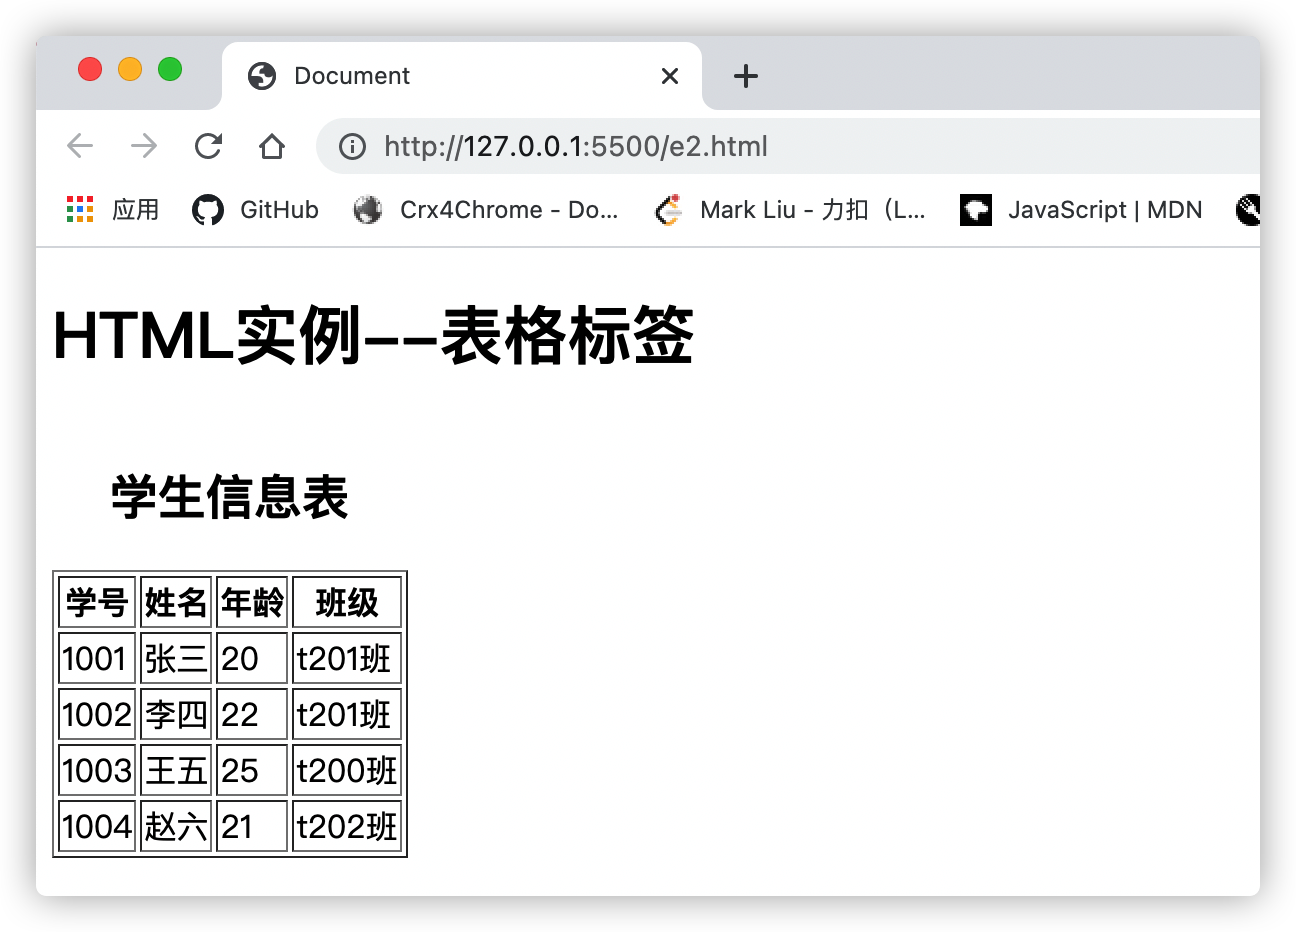 Document
http://127.0.0.1:5500/e2.html
应用 GitHub Crx4Chrome - Do... Mark Liu - 力扣（L... JavaScript | MDN
HTML实例--表格标签
学生信息表
学号 姓名 年龄 班级
1001 张三 20 t201班
1002 李四 22 t201班
1003 王五 25 t200班
1004 赵六 21 t202班